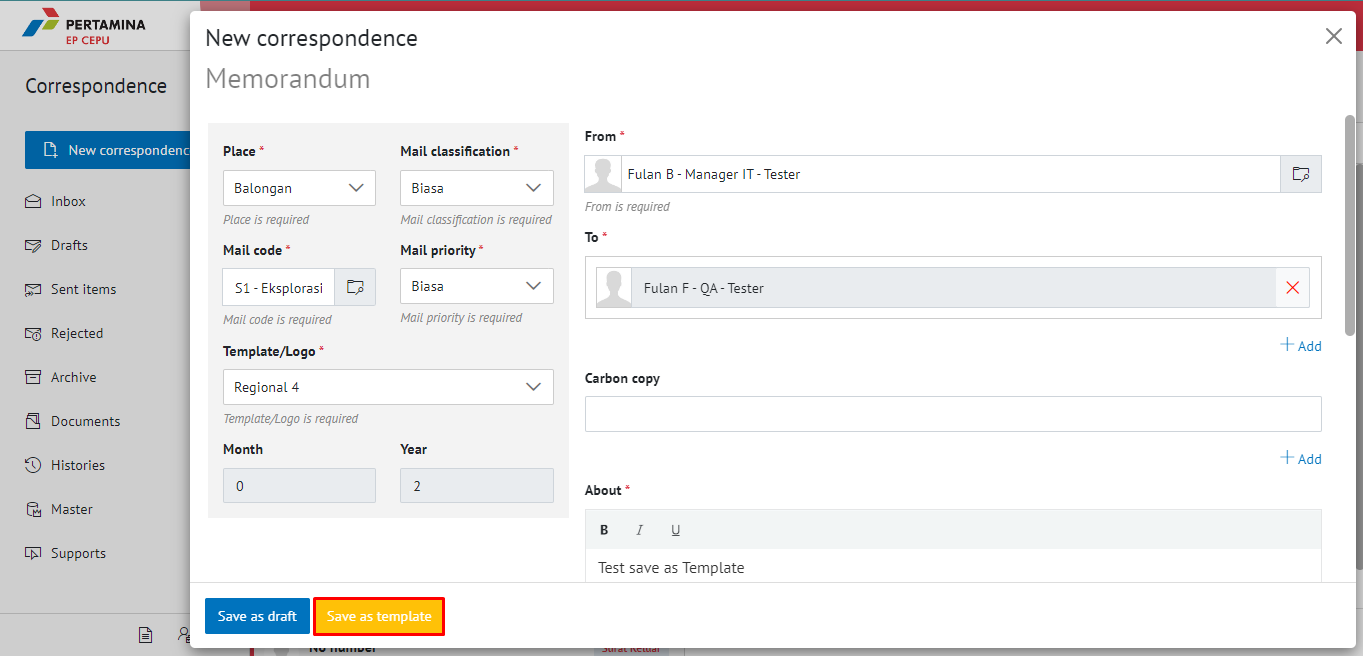 PERTAMINA
EP CEPU
Correspondence
New correspondenc
Inbox
Drafts
Sent items
Rejected
Archive
Documents
Histories
Master
Supports
New correspondence
Memorandum
Place *
Mail classification *
Balongan
Biasa
Place is required
Mail classification is required
Mail code *
Mail priority *
S1 - Eksplorasi
Biasa
Mail code is required
Mail priority is required
Template/Logo *
Regional 4
Template/Logo is required
Month
Year
0
2
From *
Fulan B - Manager IT - Tester
From is required
To *
Fulan F - QA - Tester
Add
Carbon copy
Add
About *
B I U
Test save as Template
Save as draft
Save as template
No number
Surat Keluar